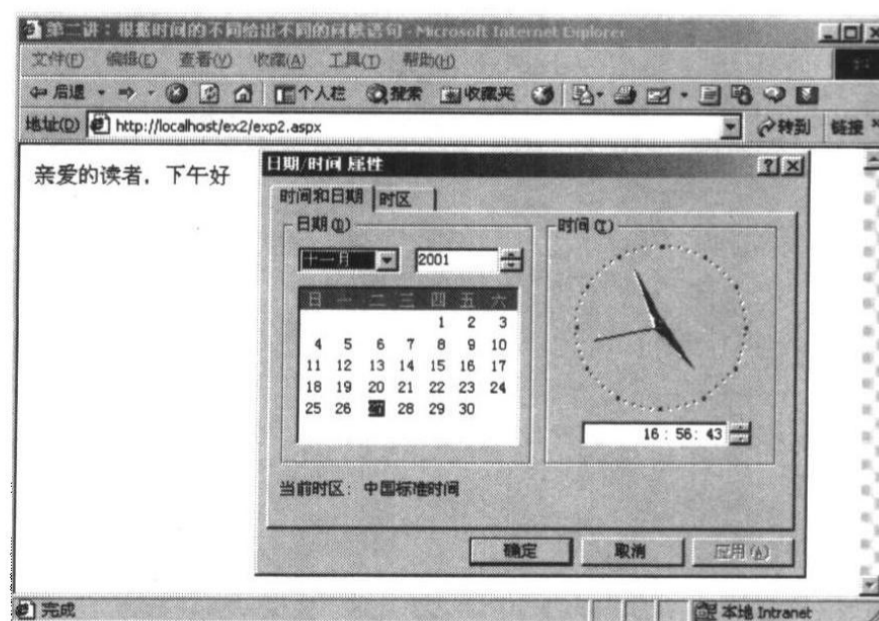 第二讲：根据时间的不同给出不同的问候语句 - Microsoft Internet Explorer
文件(F) 编辑(E) 查看(V) 收藏(A) 工具(T) 帮助(H)
后退 个人栏 搜索 收藏夹
地址(D) http://localhost/ex2/exp2.aspx 转到 链接 »
亲爱的读者，下午好
日期/时间 属性
时间和日期 时区
日期(D)
十一月 2001
日 一 二 三 四 五 六
1 2 3
4 5 6 7 8 9 10
11 12 13 14 15 16 17
18 19 20 21 22 23 24
25 26 27 28 29 30
时间(T)
16:56:43
当前时区： 中国标准时间
确定 取消 应用(A)
完成 本地 Intranet